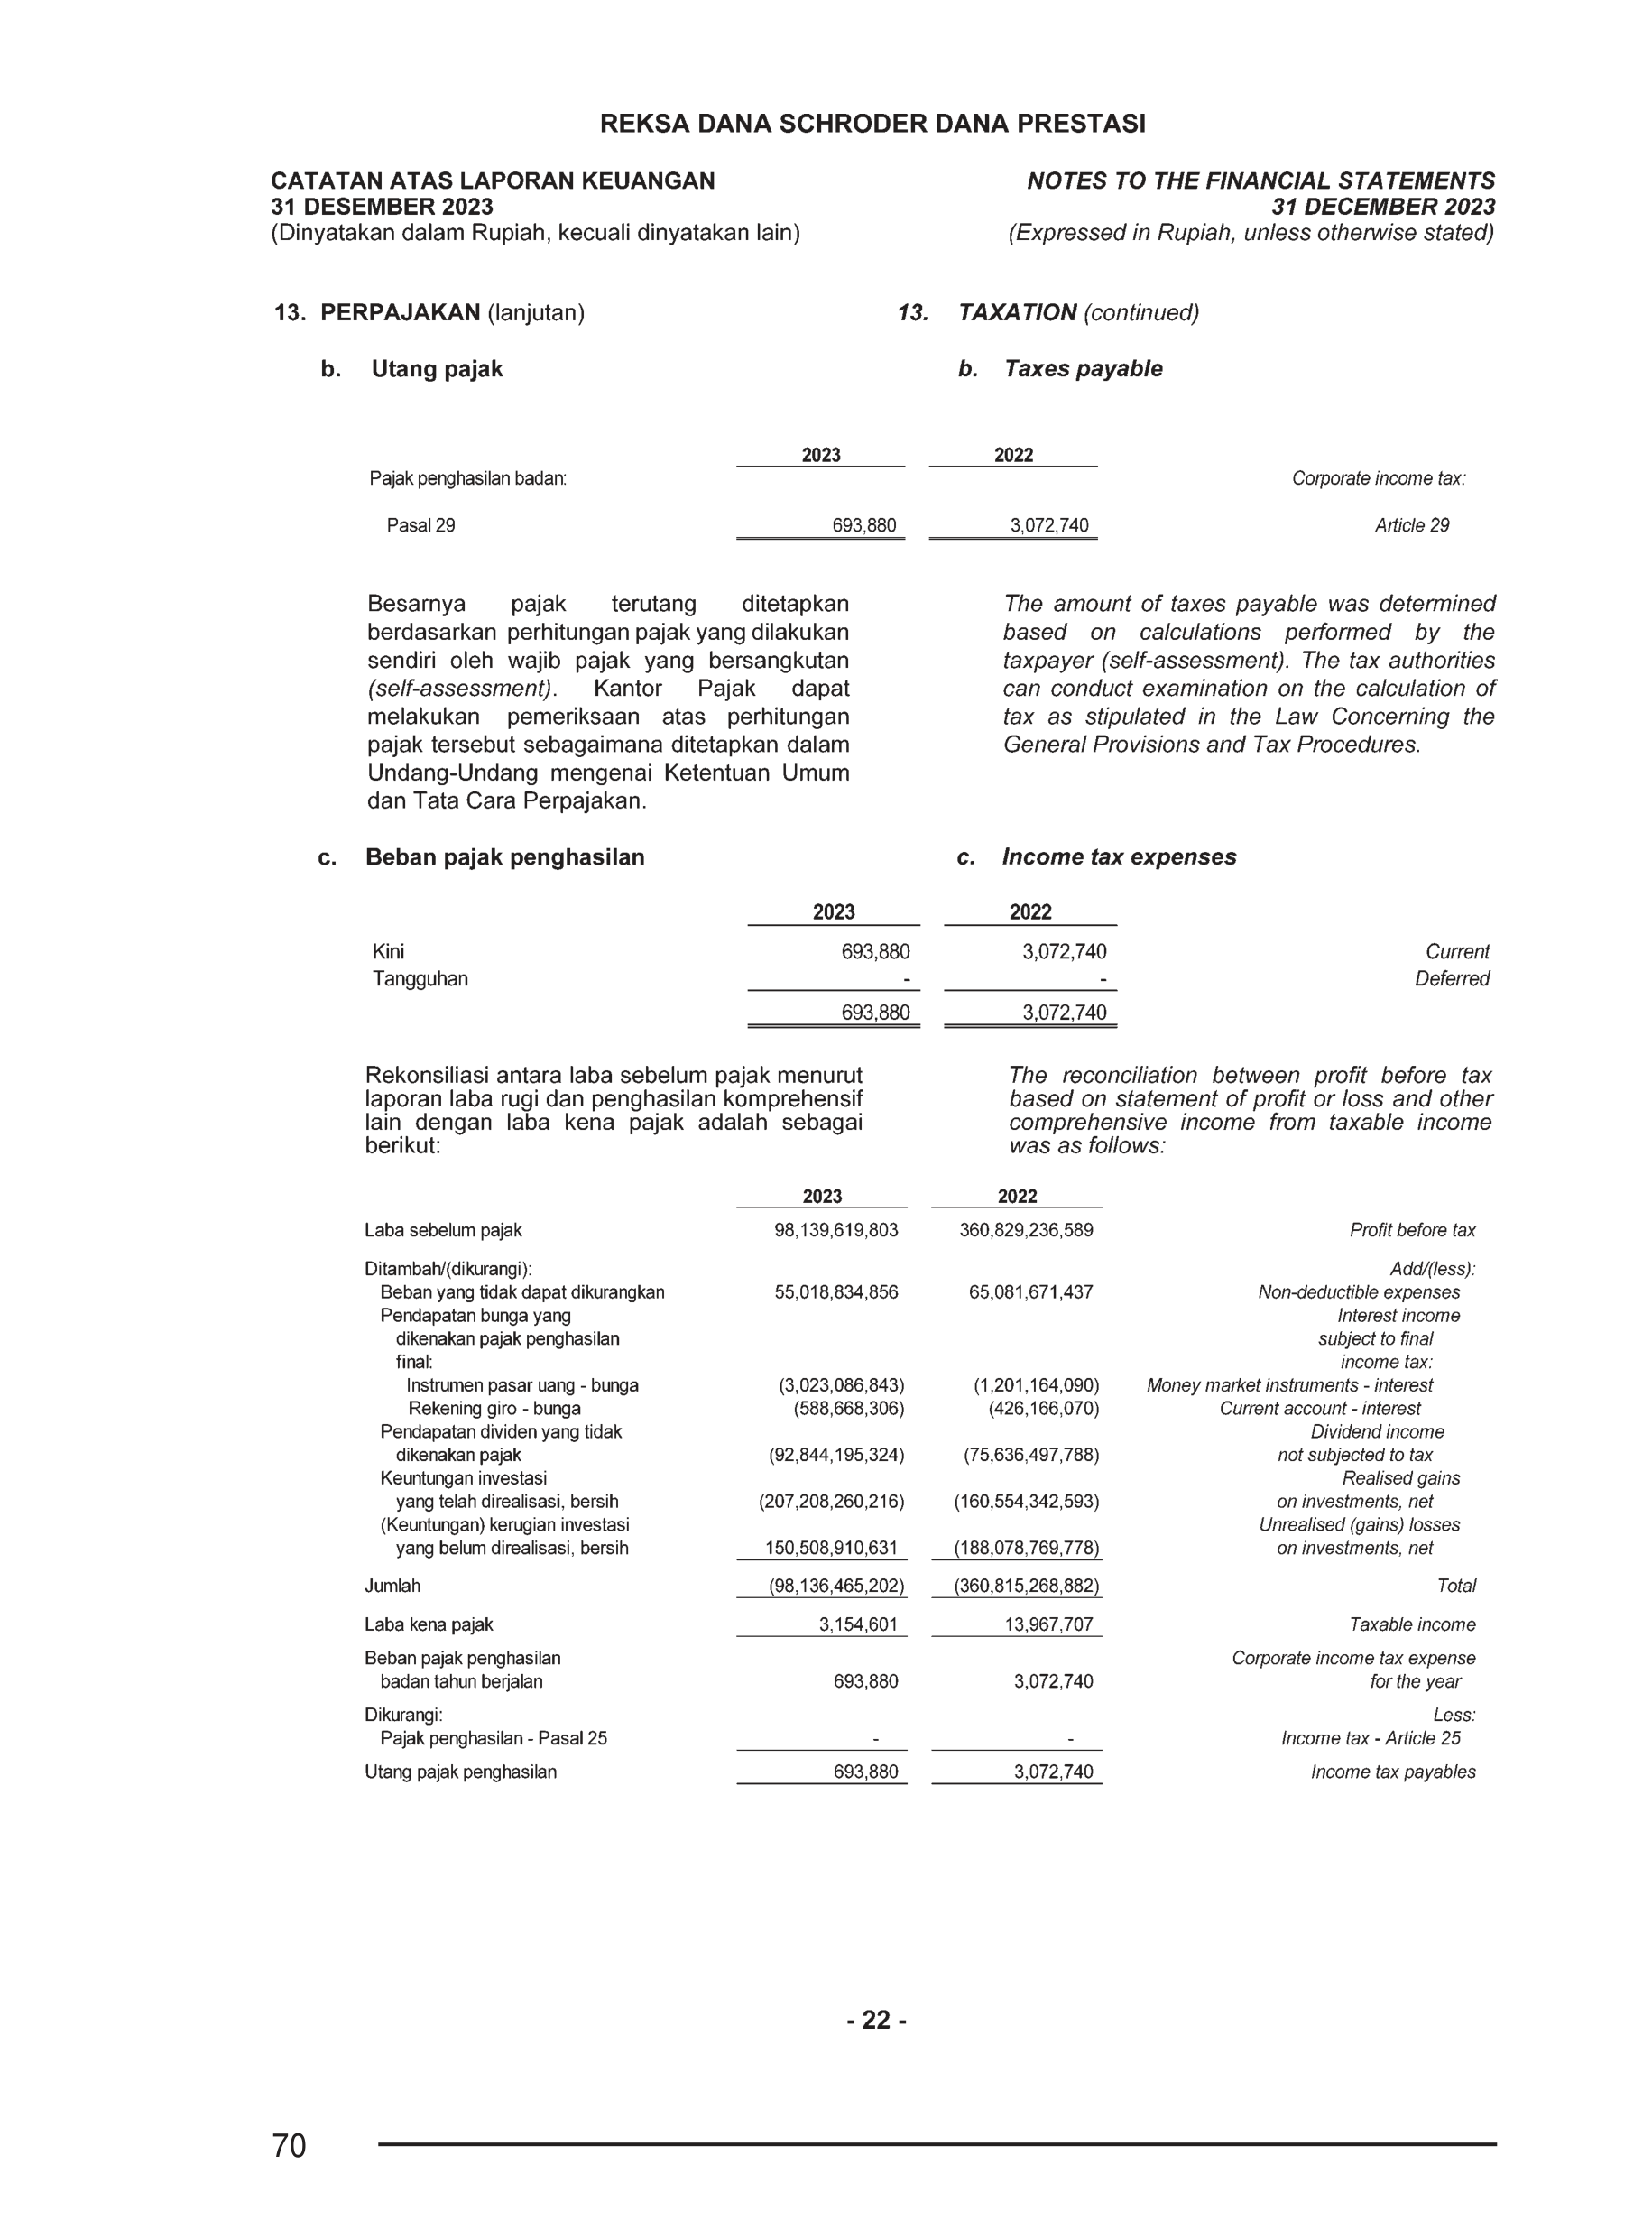 REKSA DANA SCHRODER DANA PRESTASI
CATATAN ATAS LAPORAN KEUANGAN
31 DESEMBER 2023
(Dinyatakan dalam Rupiah, kecuali dinyatakan lain)
NOTES TO THE FINANCIAL STATEMENTS
31 DECEMBER 2023
(Expressed in Rupiah, unless otherwise stated)
13. PERPAJAKAN (lanjutan)
13. TAXATION (continued)
b. Utang pajak
b. Taxes payable
2023 2022
Pajak penghasilan badan: Corporate income tax:
Pasal 29 693,880 3,072,740 Article 29
Besarnya pajak terutang ditetapkan
berdasarkan perhitungan pajak yang dilakukan
sendiri oleh wajib pajak yang bersangkutan
(self-assessment). Kantor Pajak dapat
melakukan pemeriksaan atas perhitungan
pajak tersebut sebagaimana ditetapkan dalam
Undang-Undang mengenai Ketentuan Umum
dan Tata Cara Perpajakan.
The amount of taxes payable was determined
based on calculations performed by the
taxpayer (self-assessment). The tax authorities
can conduct examination on the calculation of
tax as stipulated in the Law Concerning the
General Provisions and Tax Procedures.
c. Beban pajak penghasilan
c. Income tax expenses
2023 2022
Kini 693,880 3,072,740 Current
Tangguhan - - Deferred
693,880 3,072,740
Rekonsiliasi antara laba sebelum pajak menurut
laporan laba rugi dan penghasilan komprehensif
lain dengan laba kena pajak adalah sebagai
berikut:
The reconciliation between profit before tax
based on statement of profit or loss and other
comprehensive income from taxable income
was as follows:
2023 2022
Laba sebelum pajak 98,139,619,803 360,829,236,589 Profit before tax
Ditambah/(dikurangi): Add/(less):
Beban yang tidak dapat dikurangkan 55,018,834,856 65,081,671,437 Non-deductible expenses
Pendapatan bunga yang Interest income
dikenakan pajak penghasilan subject to final
final: income tax:
Instrumen pasar uang - bunga (3,023,086,843) (1,201,164,090) Money market instruments - interest
Rekening giro - bunga (588,668,306) (426,166,070) Current account - interest
Pendapatan dividen yang tidak Dividend income
dikenakan pajak (92,844,195,324) (75,636,497,788) not subjected to tax
Keuntungan investasi Realised gains
yang telah direalisasi, bersih (207,208,260,216) (160,554,342,593) on investments, net
(Keuntungan) kerugian investasi Unrealised (gains) losses
yang belum direalisasi, bersih 150,508,910,631 (188,078,769,778) on investments, net
Jumlah (98,136,465,202) (360,815,268,882) Total
Laba kena pajak 3,154,601 13,967,707 Taxable income
Beban pajak penghasilan Corporate income tax expense
badan tahun berjalan 693,880 3,072,740 for the year
Dikurangi: Less:
Pajak penghasilan - Pasal 25 - - Income tax - Article 25
Utang pajak penghasilan 693,880 3,072,740 Income tax payables
- 22 -
70